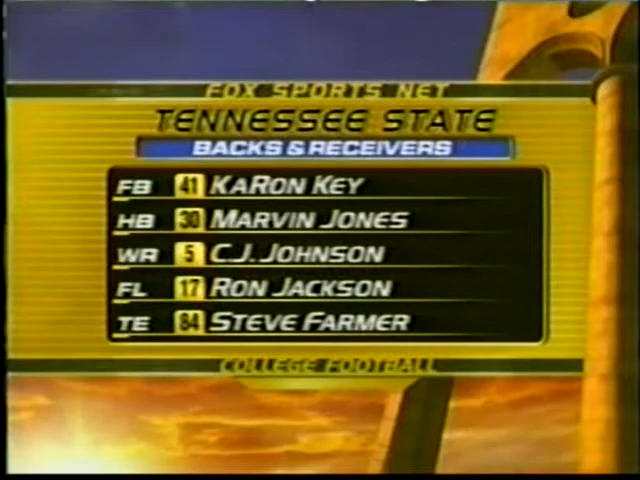 FOX SPORTS NET
TENNESSEE STATE
BACKS & RECEIVERS
FB 41 KARON KEY
HB 30 MARVIN JONES
WR 5 C.J. JOHNSON
FL 17 RON JACKSON
TE 84 STEVE FARMER
COLLEGE FOOTBALL